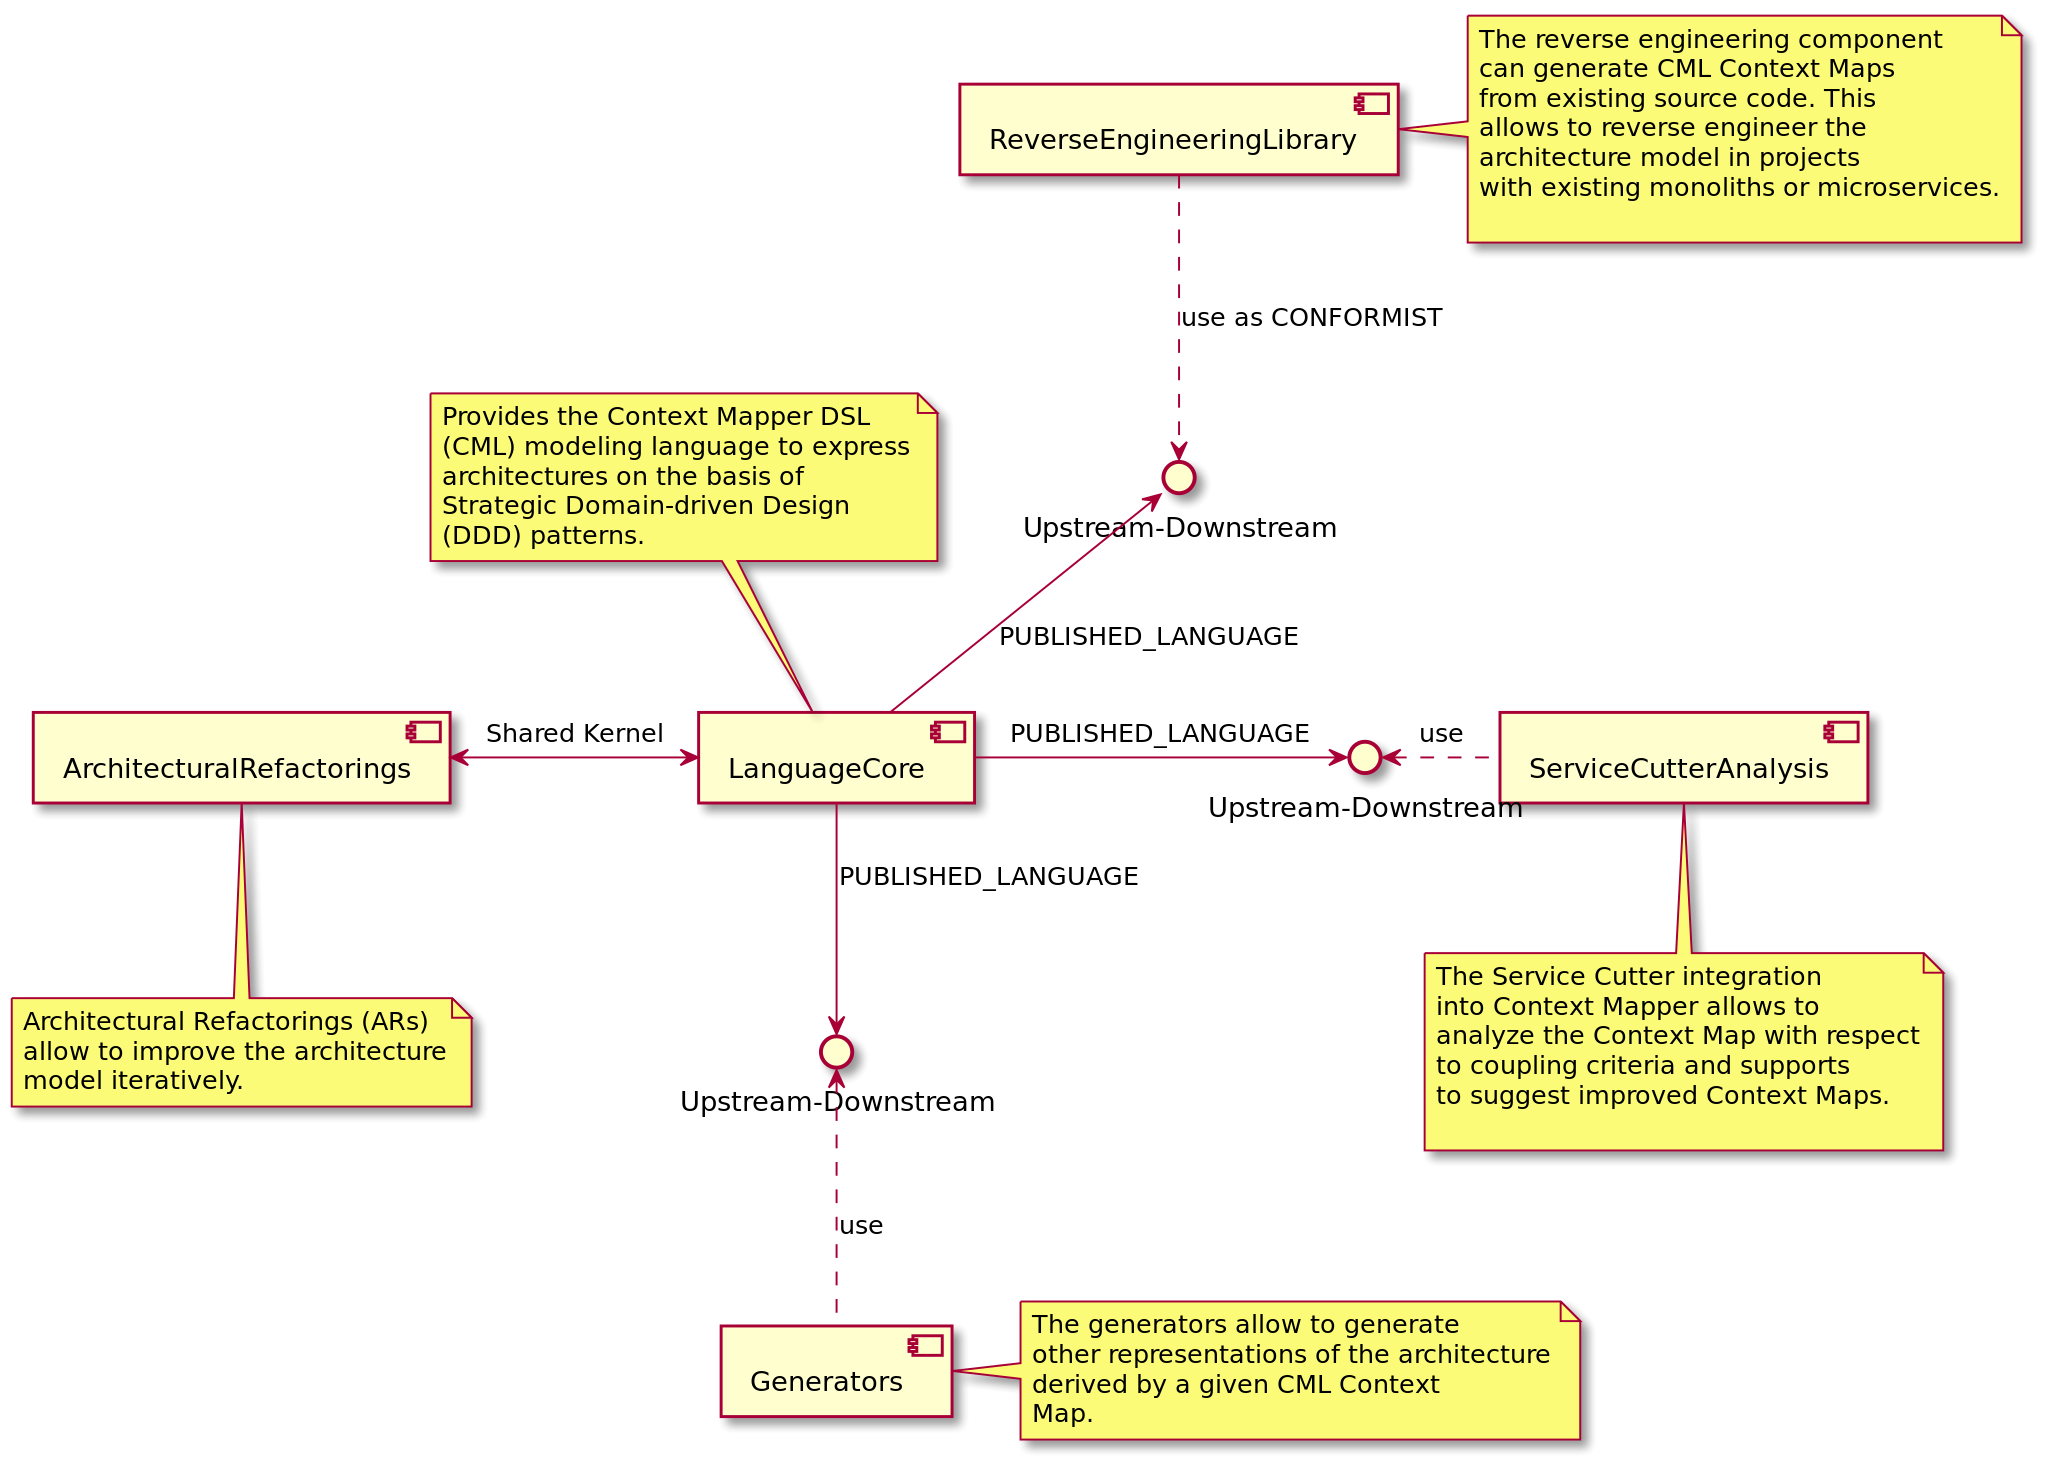 The reverse engineering component
can generate CML Context Maps
from existing source code. This
allows to reverse engineer the
architecture model in projects
with existing monoliths or microservices.
ReverseEngineeringLibrary
use as CONFORMIST
Provides the Context Mapper DSL
(CML) modeling language to express
architectures on the basis of
Strategic Domain-driven Design
(DDD) patterns.
Upstream-Downstream
PUBLISHED_LANGUAGE
ArchitecturalRefactorings
Shared Kernel
LanguageCore
PUBLISHED_LANGUAGE
use
ServiceCutterAnalysis
Upstream-Downstream
PUBLISHED_LANGUAGE
Architectural Refactorings (ARs)
allow to improve the architecture
model iteratively.
The Service Cutter integration
into Context Mapper allows to
analyze the Context Map with respect
to coupling criteria and supports
to suggest improved Context Maps.
Upstream-Downstream
use
Generators
The generators allow to generate
other representations of the architecture
derived by a given CML Context
Map.